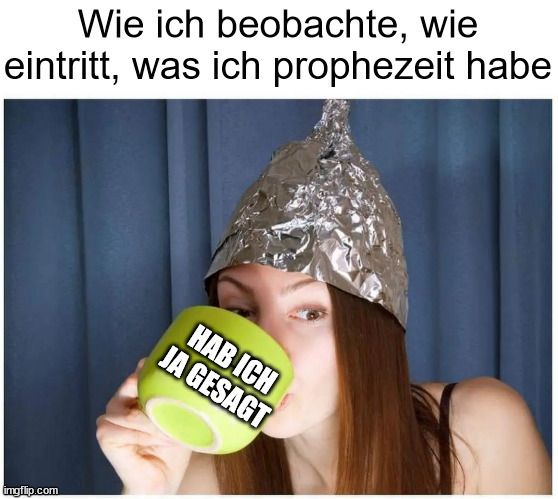 Wie ich beobachte, wie
eintritt, was ich prophezeit habe
HAB ICH
JA GESAGT
imgflip.com